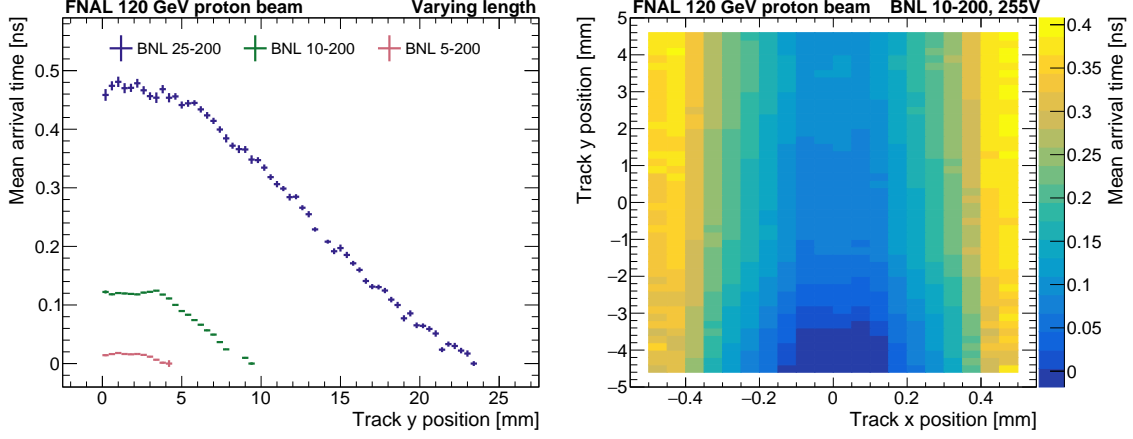 FNAL 120 GeV proton beam Varying length
BNL 25-200 BNL 10-200 BNL 5-200
Mean arrival time [ns]
0.5
0.4
0.3
0.2
0.1
0
0 5 10 15 20 25
Track y position [mm]
FNAL 120 GeV proton beam BNL 10-200, 255V
Track y position [mm]
5
4
3
2
1
0
−1
−2
−3
−4
−5
−0.4 −0.2 0 0.2 0.4
Track x position [mm]
0.4
0.35
0.3
0.25
0.2
0.15
0.1
0.05
0
Mean arrival time [ns]